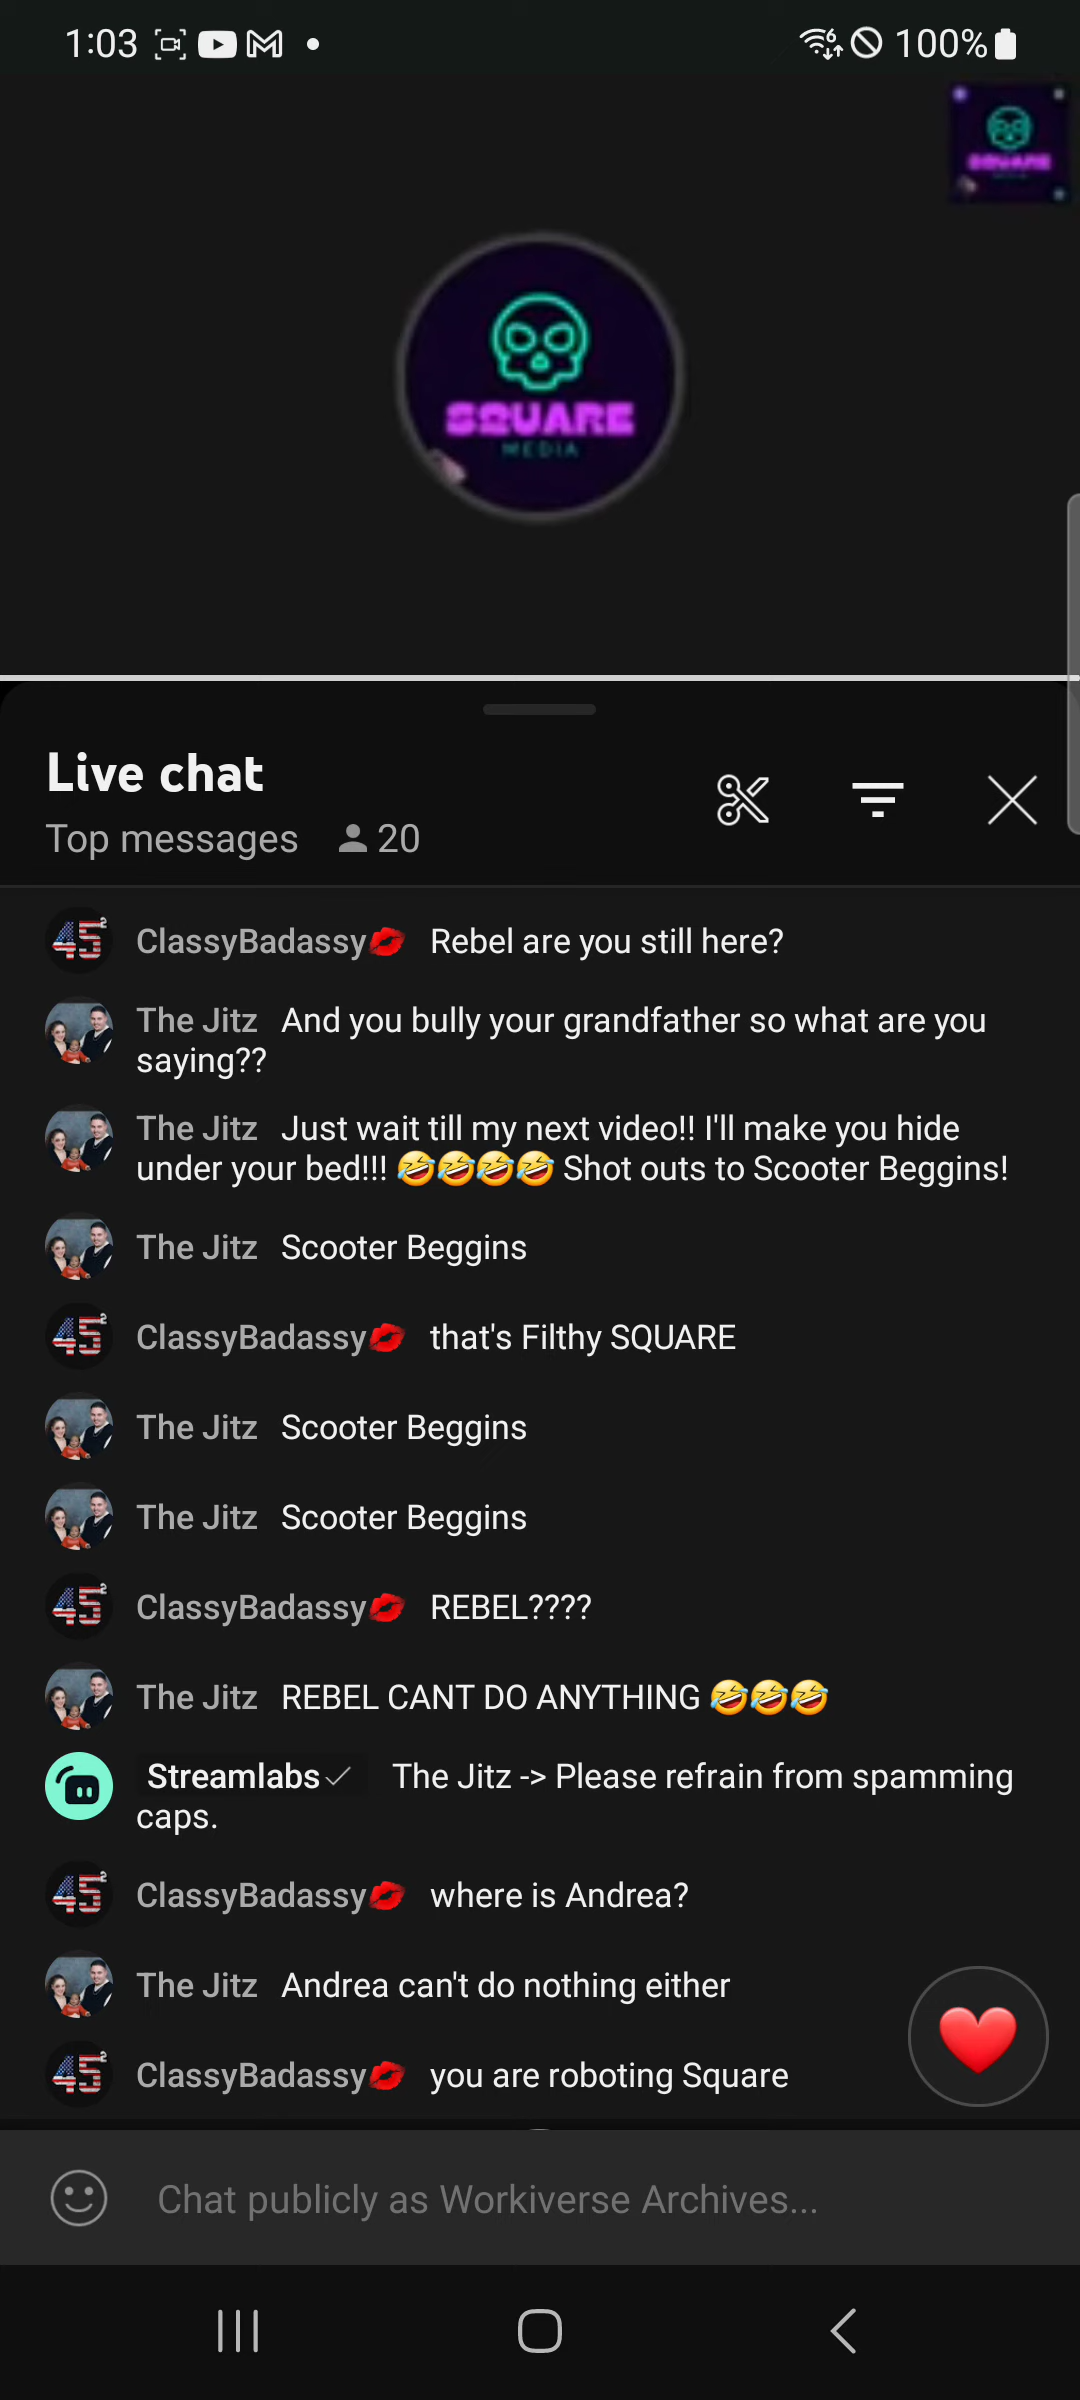 1:03
6
100%
SQUARE
SQUARE
MEDIA
Live chat
Top messages 20
ClassyBadassy💋 Rebel are you still here?
The Jitz And you bully your grandfather so what are you
saying??
The Jitz Just wait till my next video!! I'll make you hide
under your bed!!! 🤣🤣🤣🤣 Shot outs to Scooter Beggins!
The Jitz Scooter Beggins
ClassyBadassy💋 that's Filthy SQUARE
The Jitz Scooter Beggins
The Jitz Scooter Beggins
ClassyBadassy💋 REBEL????
The Jitz REBEL CANT DO ANYTHING 🤣🤣🤣
Streamlabs✓ The Jitz -> Please refrain from spamming
caps.
ClassyBadassy💋 where is Andrea?
The Jitz Andrea can't do nothing either
ClassyBadassy💋 you are roboting Square
Chat publicly as Workiverse Archives...